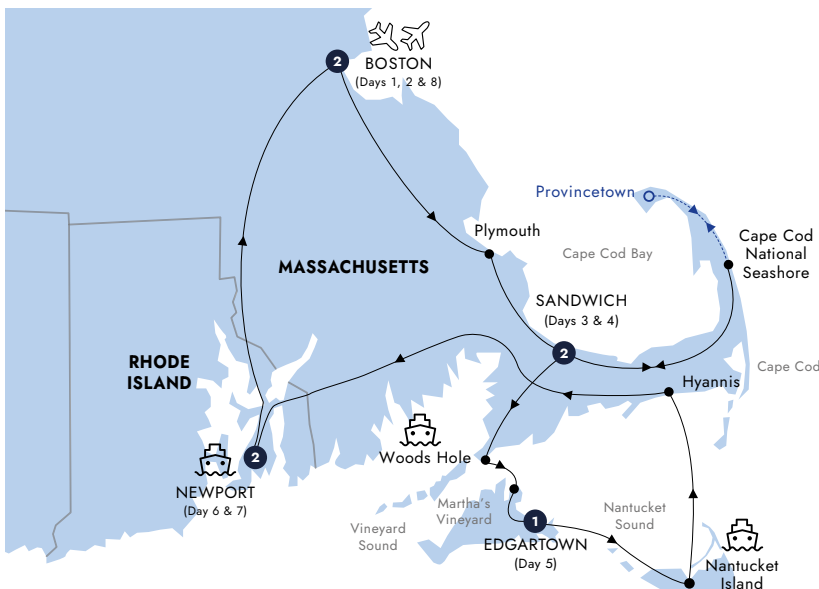 2
BOSTON
(Days 1, 2 & 8)
Provincetown
Plymouth
Cape Cod
National
Seashore
Cape Cod Bay
MASSACHUSETTS
SANDWICH
(Days 3 & 4)
2
RHODE
ISLAND
Cape Cod
Hyannis
Woods Hole
2
NEWPORT
(Day 6 & 7)
Martha's
Vineyard
Nantucket
Sound
Vineyard
Sound
1
EDGARTOWN
(Day 5)
Nantucket
Island